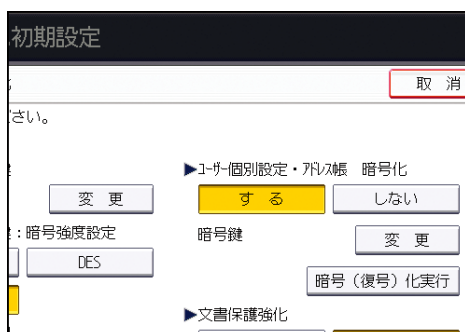 初期設定
取 消
ださい。
▶ﾕｰｻﾞｰ個別設定・ｱﾄﾞﾚｽ帳 暗号化
変 更
する
しない
：暗号強度設定
暗号鍵
変 更
DES
暗号（復号）化実行
▶文書保護強化